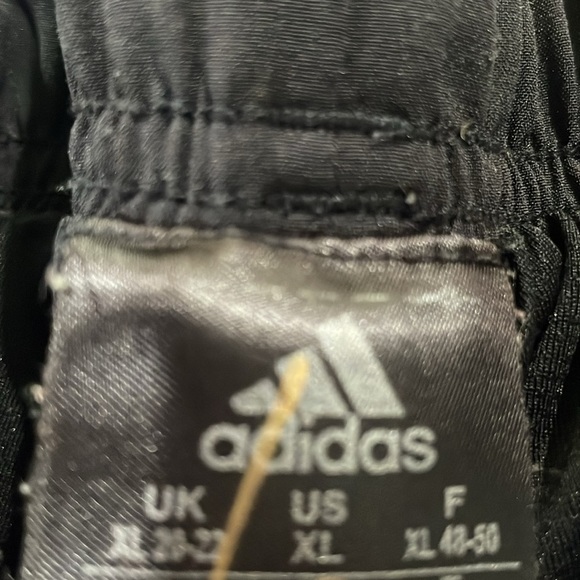 adidas
UK US F
XL 20-22 XL XL 48-50